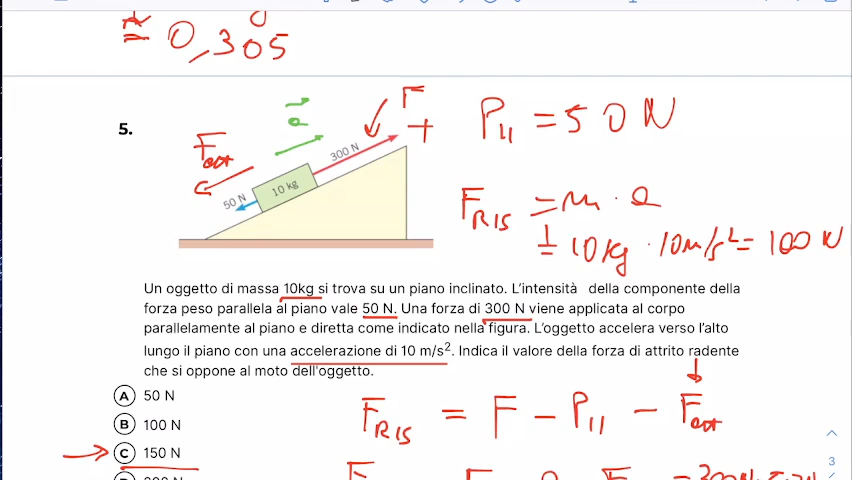 = 0,305
5.
F
a
F att
300 N
+
P // = 50 N
50 N
10 kg
F RIS = m · a
= 10 kg · 10 m/s² = 100 N
Un oggetto di massa 10kg si trova su un piano inclinato. L'intensità della componente della
forza peso parallela al piano vale 50 N. Una forza di 300 N viene applicata al corpo
parallelamente al piano e diretta come indicato nella figura. L'oggetto accelera verso l'alto
lungo il piano con una accelerazione di 10 m/s². Indica il valore della forza di attrito radente
che si oppone al moto dell'oggetto.
A 50 N
F RIS = F - P // - F att
B 100 N
C 150 N
3